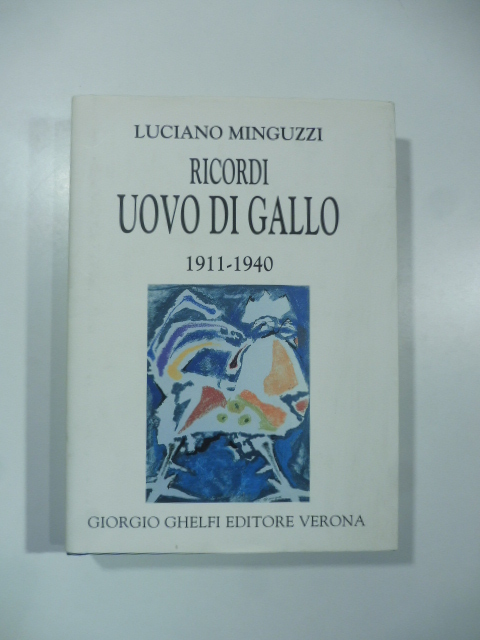 LUCIANO MINGUZZI
RICORDI
UOVO DI GALLO
1911-1940
GIORGIO GHELFI EDITORE VERONA